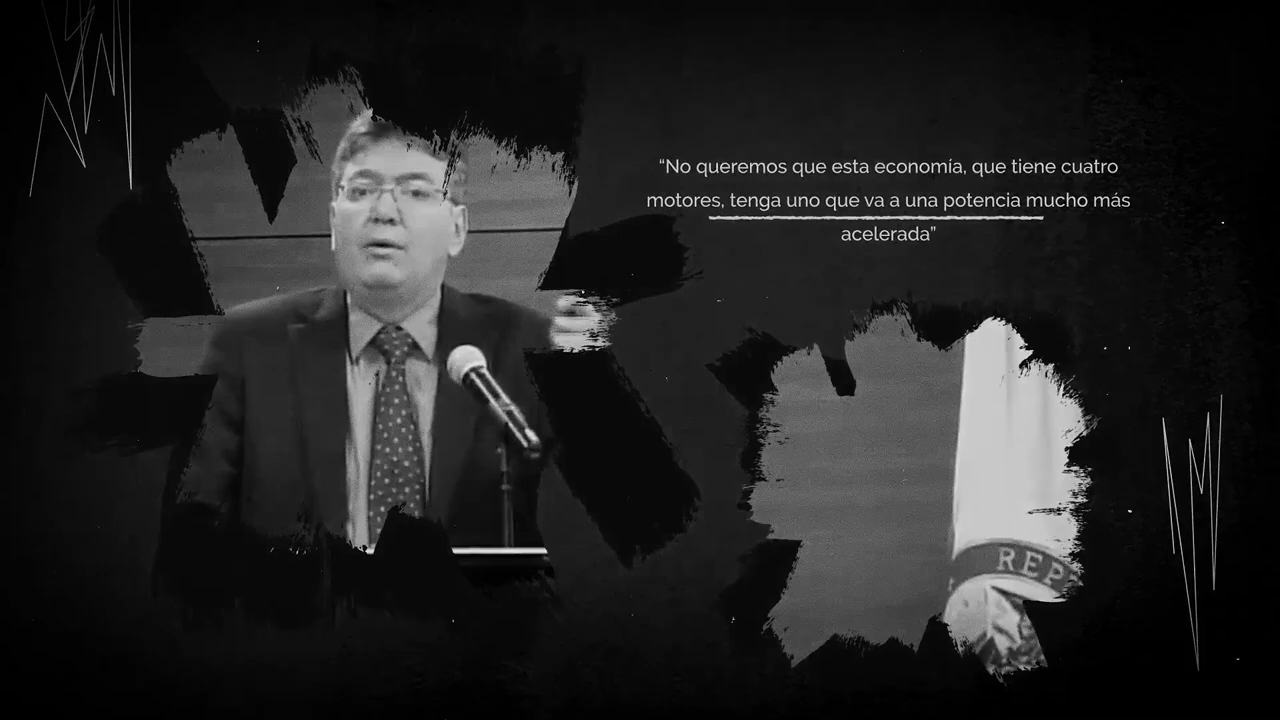 “No queremos que esta economía, que tiene cuatro
motores, tenga uno que va a una potencia mucho más
acelerada”
REP